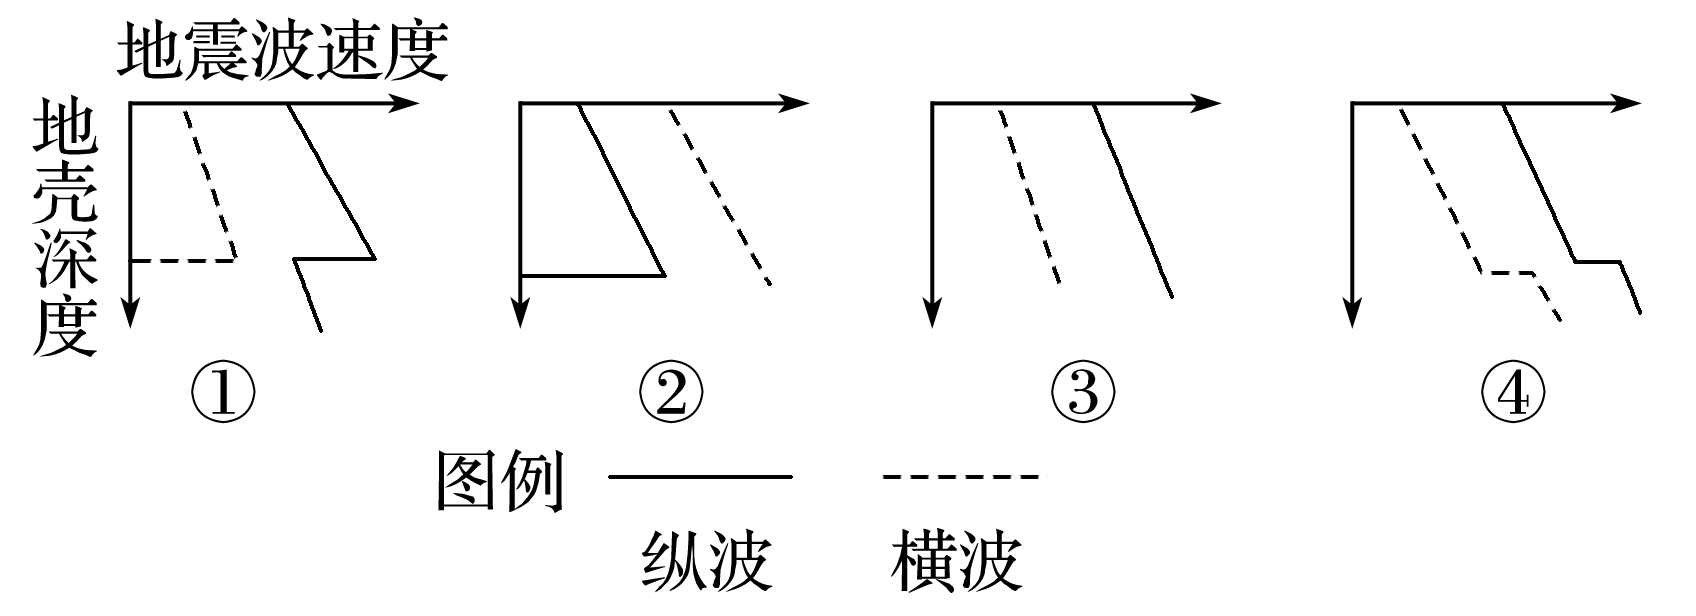 地震波速度
地壳深度
① ② ③ ④
图例
纵波 横波